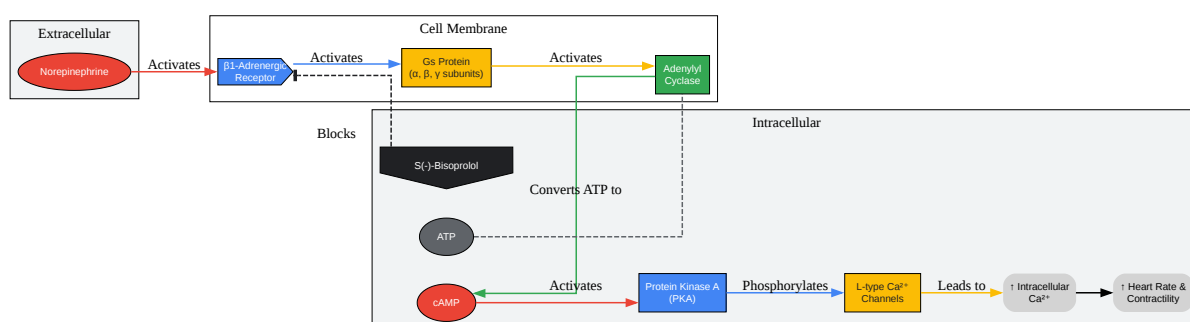 Extracellular
Norepinephrine
Activates
Cell Membrane
β1-Adrenergic
Receptor
Activates
Gs Protein
(α, β, γ subunits)
Activates
Adenylyl
Cyclase
Blocks
Intracellular
S(-)-Bisoprolol
Converts ATP to
ATP
cAMP
Activates
Protein Kinase A
(PKA)
Phosphorylates
L-type Ca²⁺
Channels
Leads to
↑ Intracellular
Ca²⁺
↑ Heart Rate &
Contractility